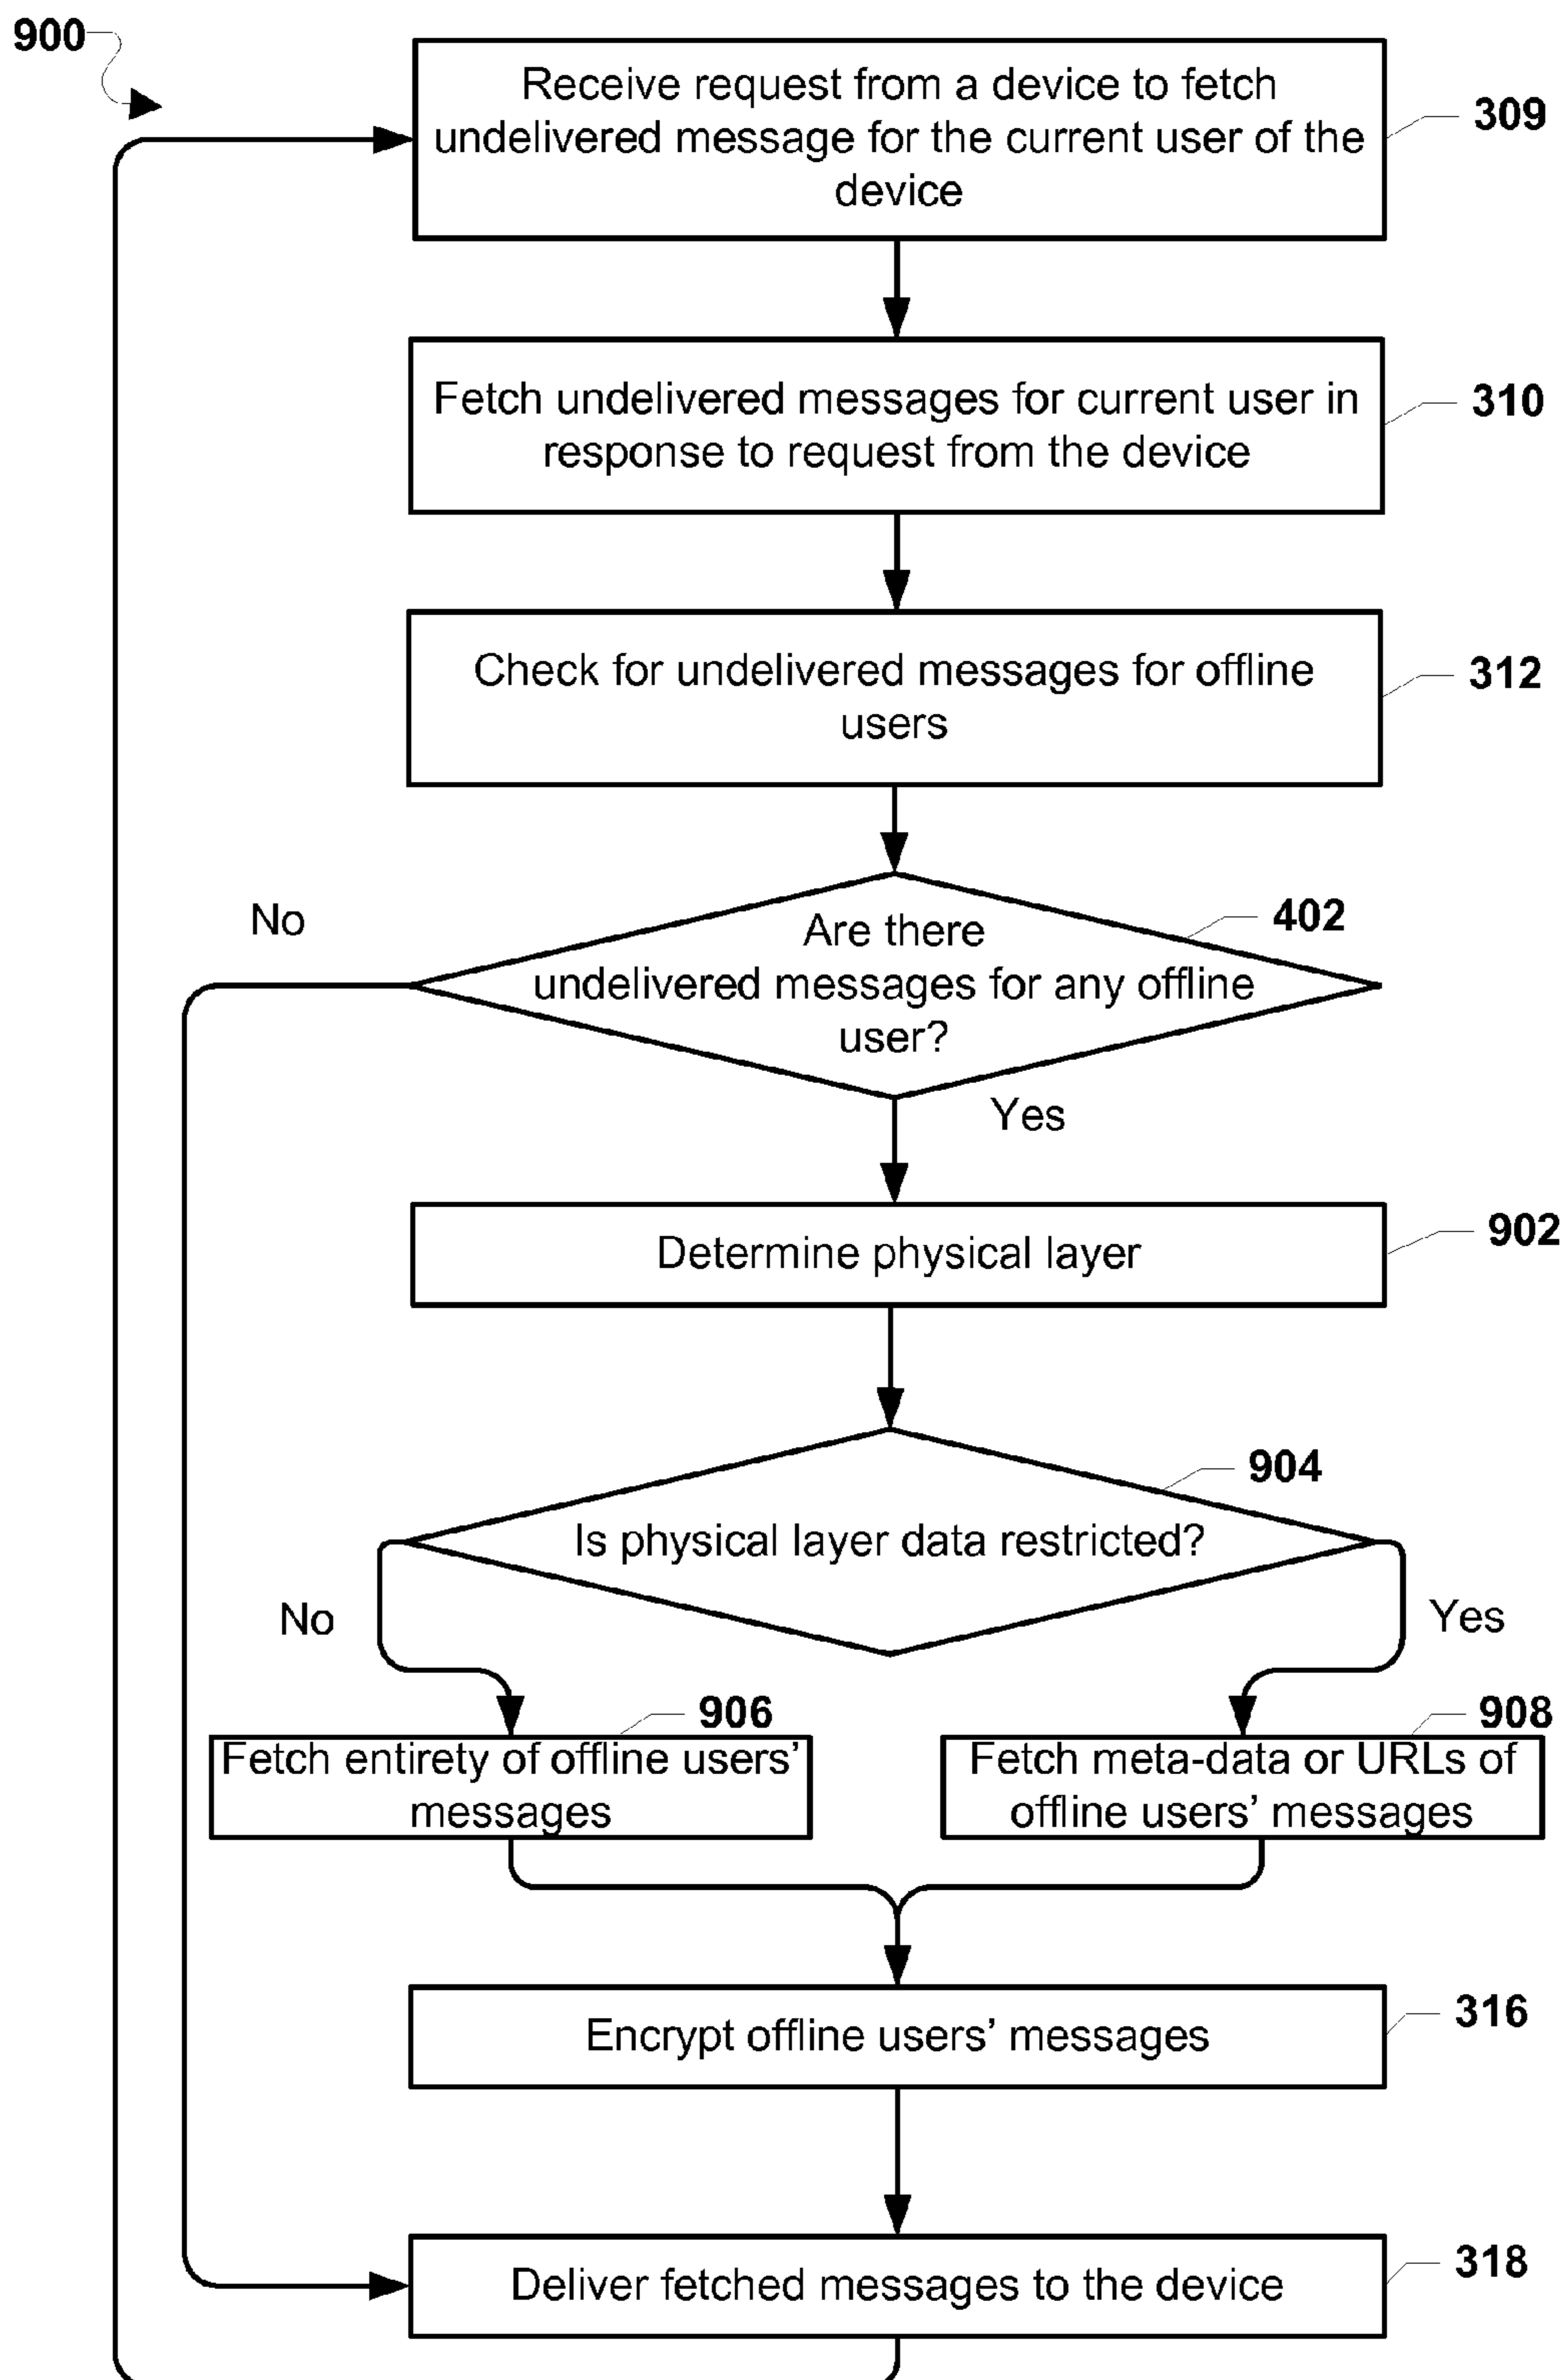 900
Receive request from a device to fetch
undelivered message for the current user of the
device
309
Fetch undelivered messages for current user in
response to request from the device
310
Check for undelivered messages for offline
users
312
No
402
Are there
undelivered messages for any offline
user?
Yes
902
Determine physical layer
904
Is physical layer data restricted?
No
Yes
906
Fetch entirety of offline users’
messages
908
Fetch meta-data or URLs of
offline users’ messages
316
Encrypt offline users’ messages
318
Deliver fetched messages to the device